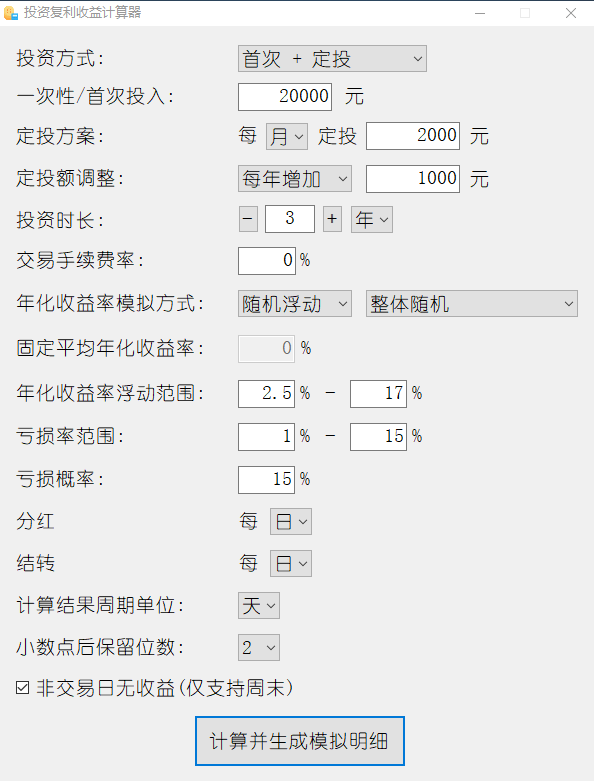 投资复利收益计算器
投资方式: 首次 + 定投
一次性/首次投入: 20000 元
定投方案: 每 月 定投 2000 元
定投额调整: 每年增加 1000 元
投资时长: - 3 + 年
交易手续费率: 0 %
年化收益率模拟方式: 随机浮动 整体随机
固定平均年化收益率: 0 %
年化收益率浮动范围: 2.5 % - 17 %
亏损率范围: 1 % - 15 %
亏损概率: 15 %
分红 每 日
结转 每 日
计算结果周期单位: 天
小数点后保留位数: 2
非交易日无收益(仅支持周末)
计算并生成模拟明细